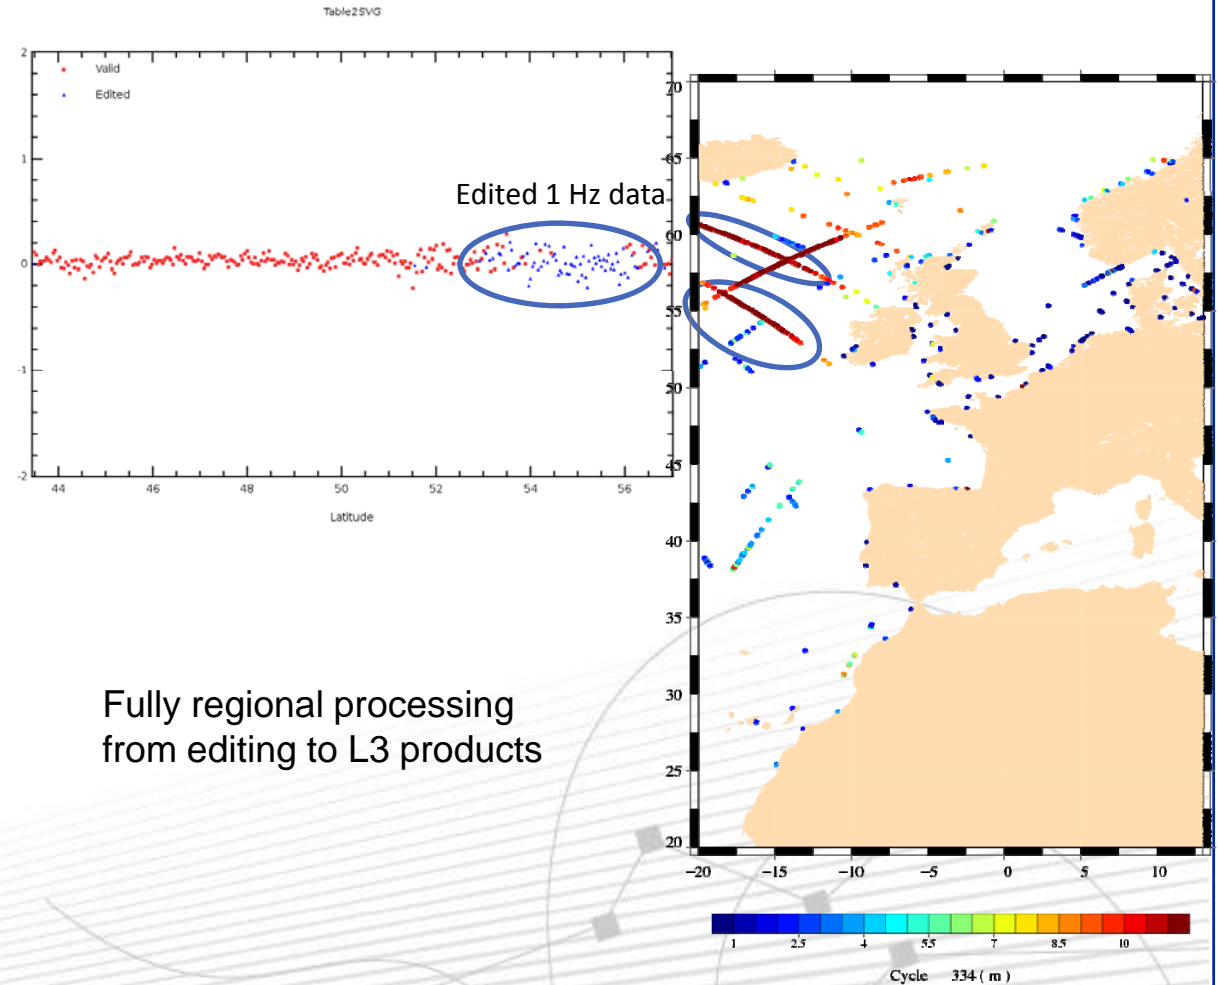 Table2SVG
2
1
0
-1
-2
Valid
Edited
Edited 1 Hz data
44 46 48 50 52 54 56
Latitude
70
65
60
55
50
45
40
35
30
25
20
−20 −15 −10 −5 0 5 10
Fully regional processing
from editing to L3 products
1 2.5 4 5.5 7 8.5 10
Cycle 334 ( m )